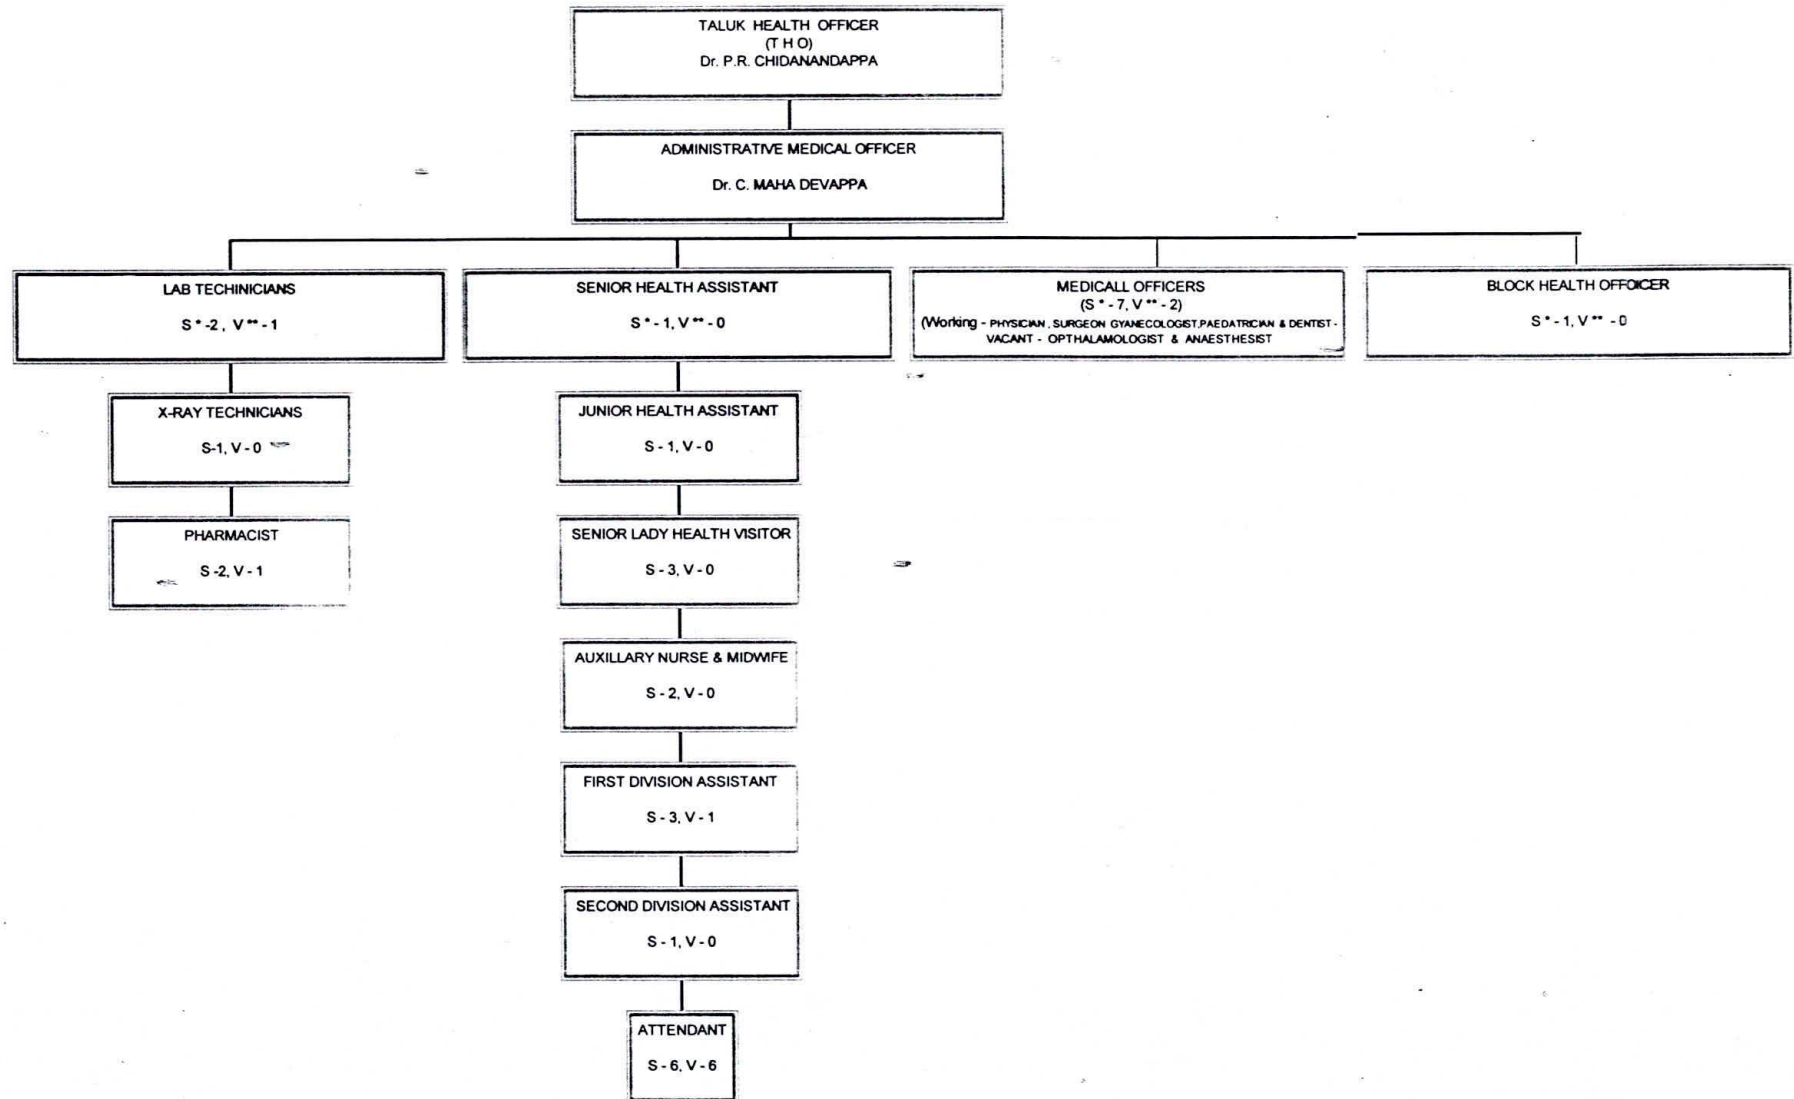 TALUK HEALTH OFFICER
(T H O)
Dr. P.R. CHIDANANDAPPA
ADMINISTRATIVE MEDICAL OFFICER
Dr. C. MAHA DEVAPPA
LAB TECHINICIANS
S * -2 , V ** - 1
SENIOR HEALTH ASSISTANT
S * - 1, V ** - 0
MEDICALL OFFICERS
(S * - 7, V ** - 2)
(Working - PHYSICIAN , SURGEON GYANECOLOGIST,PAEDATRICIAN & DENTIST -
VACANT - OPTHALAMOLOGIST & ANAESTHESIST
BLOCK HEALTH OFFOICER
S * - 1, V ** - 0
X-RAY TECHNICIANS
S-1, V - 0
PHARMACIST
S -2, V - 1
JUNIOR HEALTH ASSISTANT
S - 1, V - 0
SENIOR LADY HEALTH VISITOR
S - 3, V - 0
AUXILLARY NURSE & MIDWIFE
S - 2, V - 0
FIRST DIVISION ASSISTANT
S - 3, V - 1
SECOND DIVISION ASSISTANT
S - 1, V - 0
ATTENDANT
S - 6, V - 6